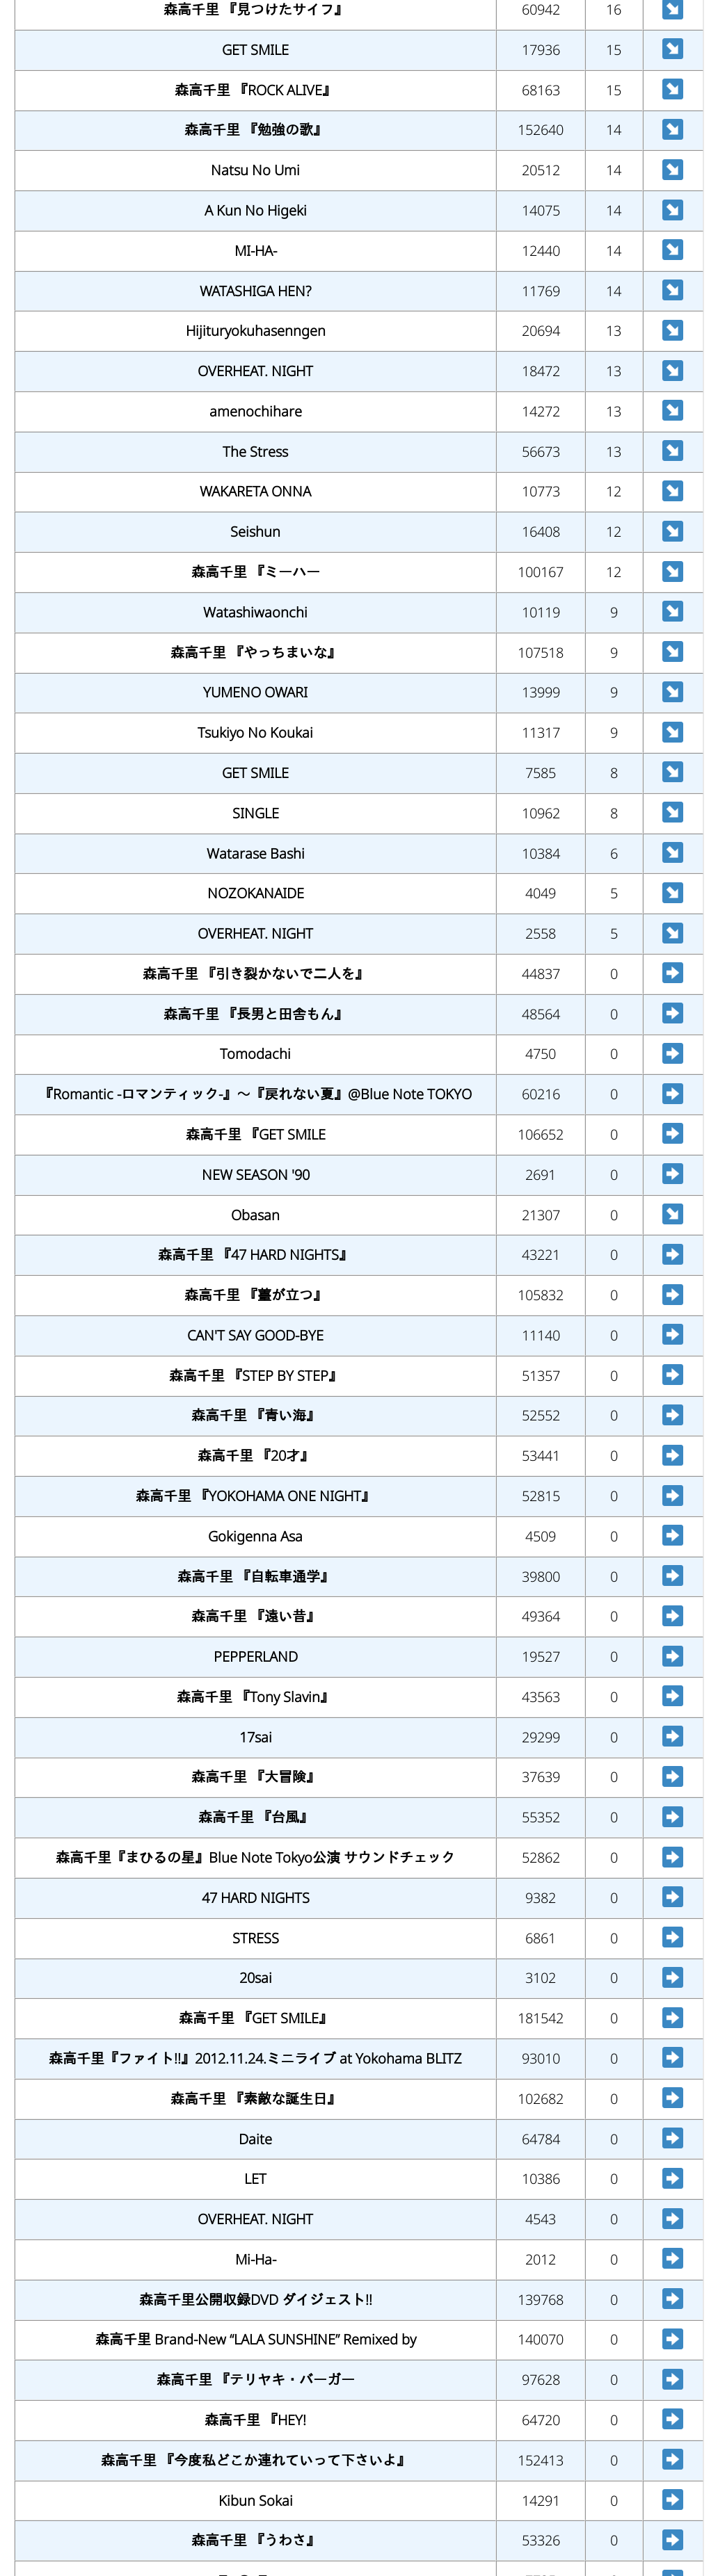 森高千里 『見つけたサイフ』 60942 16
GET SMILE 17936 15
森高千里 『ROCK ALIVE』 68163 15
森高千里 『勉強の歌』 152640 14
Natsu No Umi 20512 14
A Kun No Higeki 14075 14
MI-HA- 12440 14
WATASHIGA HEN? 11769 14
Hijituryokuhasenngen 20694 13
OVERHEAT. NIGHT 18472 13
amenochihare 14272 13
The Stress 56673 13
WAKARETA ONNA 10773 12
Seishun 16408 12
森高千里 『ミーハー 100167 12
Watashiwaonchi 10119 9
森高千里 『やっちまいな』 107518 9
YUMENO OWARI 13999 9
Tsukiyo No Koukai 11317 9
GET SMILE 7585 8
SINGLE 10962 8
Watarase Bashi 10384 6
NOZOKANAIDE 4049 5
OVERHEAT. NIGHT 2558 5
森高千里 『引き裂かないで二人を』 44837 0
森高千里 『長男と田舎もん』 48564 0
Tomodachi 4750 0
『Romantic -ロマンティック-』～『戻れない夏』@Blue Note TOKYO 60216 0
森高千里 『GET SMILE 106652 0
NEW SEASON '90 2691 0
Obasan 21307 0
森高千里 『47 HARD NIGHTS』 43221 0
森高千里 『薹が立つ』 105832 0
CAN'T SAY GOOD-BYE 11140 0
森高千里 『STEP BY STEP』 51357 0
森高千里 『青い海』 52552 0
森高千里 『20才』 53441 0
森高千里 『YOKOHAMA ONE NIGHT』 52815 0
Gokigenna Asa 4509 0
森高千里 『自転車通学』 39800 0
森高千里 『遠い昔』 49364 0
PEPPERLAND 19527 0
森高千里 『Tony Slavin』 43563 0
17sai 29299 0
森高千里 『大冒険』 37639 0
森高千里 『台風』 55352 0
森高千里『まひるの星』Blue Note Tokyo公演 サウンドチェック 52862 0
47 HARD NIGHTS 9382 0
STRESS 6861 0
20sai 3102 0
森高千里 『GET SMILE』 181542 0
森高千里『ファイト!!』2012.11.24.ミニライブ at Yokohama BLITZ 93010 0
森高千里 『素敵な誕生日』 102682 0
Daite 64784 0
LET 10386 0
OVERHEAT. NIGHT 4543 0
Mi-Ha- 2012 0
森高千里公開収録DVD ダイジェスト!! 139768 0
森高千里 Brand-New “LALA SUNSHINE” Remixed by 140070 0
森高千里 『テリヤキ・バーガー 97628 0
森高千里 『HEY! 64720 0
森高千里 『今度私どこか連れていって下さいよ』 152413 0
Kibun Sokai 14291 0
森高千里 『うわさ』 53326 0